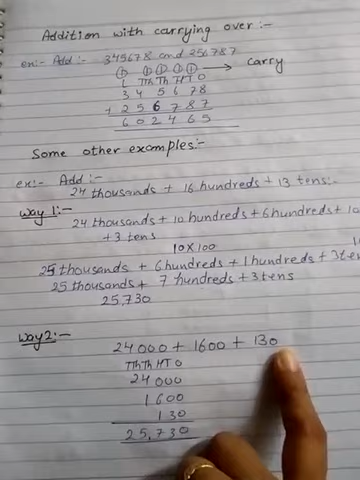 Addition with carrying over:-
ex:- Add:- 345678 and 256787
① ① ① ① ① → carry
L TTh Th H T O
3 4 5 6 7 8
+ 2 5 6 7 8 7
6 0 2 4 6 5
Some other examples:-
ex:- Add:-
24 thousands + 16 hundreds + 13 tens:-
Way 1:-
24 thousands + 10 hundreds + 6 hundreds + 10
+ 3 tens
10 X 100
25 thousands + 6 hundreds + 1 hundreds + 3 ten
25 thousands + 7 hundreds + 3 tens
25,730
Way 2:-
24000 + 1600 + 130
TTh Th H T O
24000
1600
130
25,730